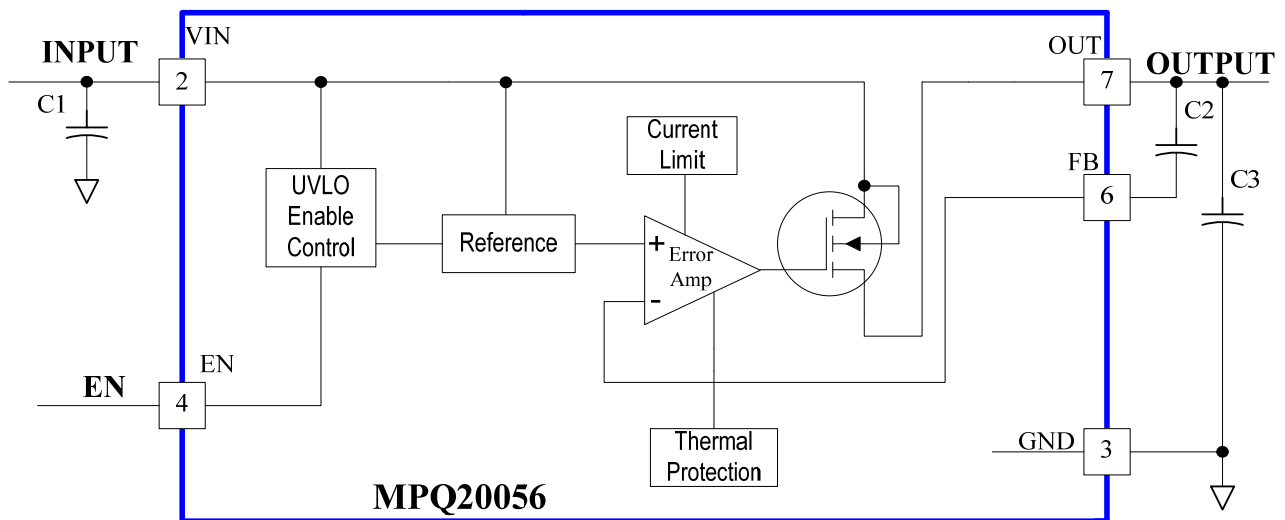 VIN
INPUT
2
C1
OUT
7
OUTPUT
C2
Current
Limit
FB
6
C3
UVLO
Enable
Control
Reference
+
Error
Amp
-
EN
EN
4
Thermal
Protection
GND
3
MPQ20056